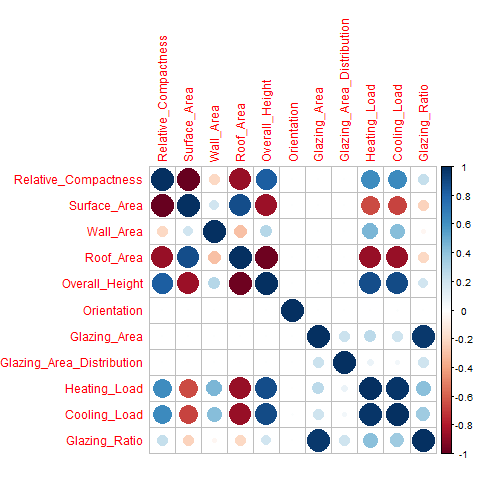 Relative_Compactness
Surface_Area
Wall_Area
Roof_Area
Overall_Height
Orientation
Glazing_Area
Glazing_Area_Distribution
Heating_Load
Cooling_Load
Glazing_Ratio
Relative_Compactness
Surface_Area
Wall_Area
Roof_Area
Overall_Height
Orientation
Glazing_Area
Glazing_Area_Distribution
Heating_Load
Cooling_Load
Glazing_Ratio
1
0.8
0.6
0.4
0.2
0
-0.2
-0.4
-0.6
-0.8
-1